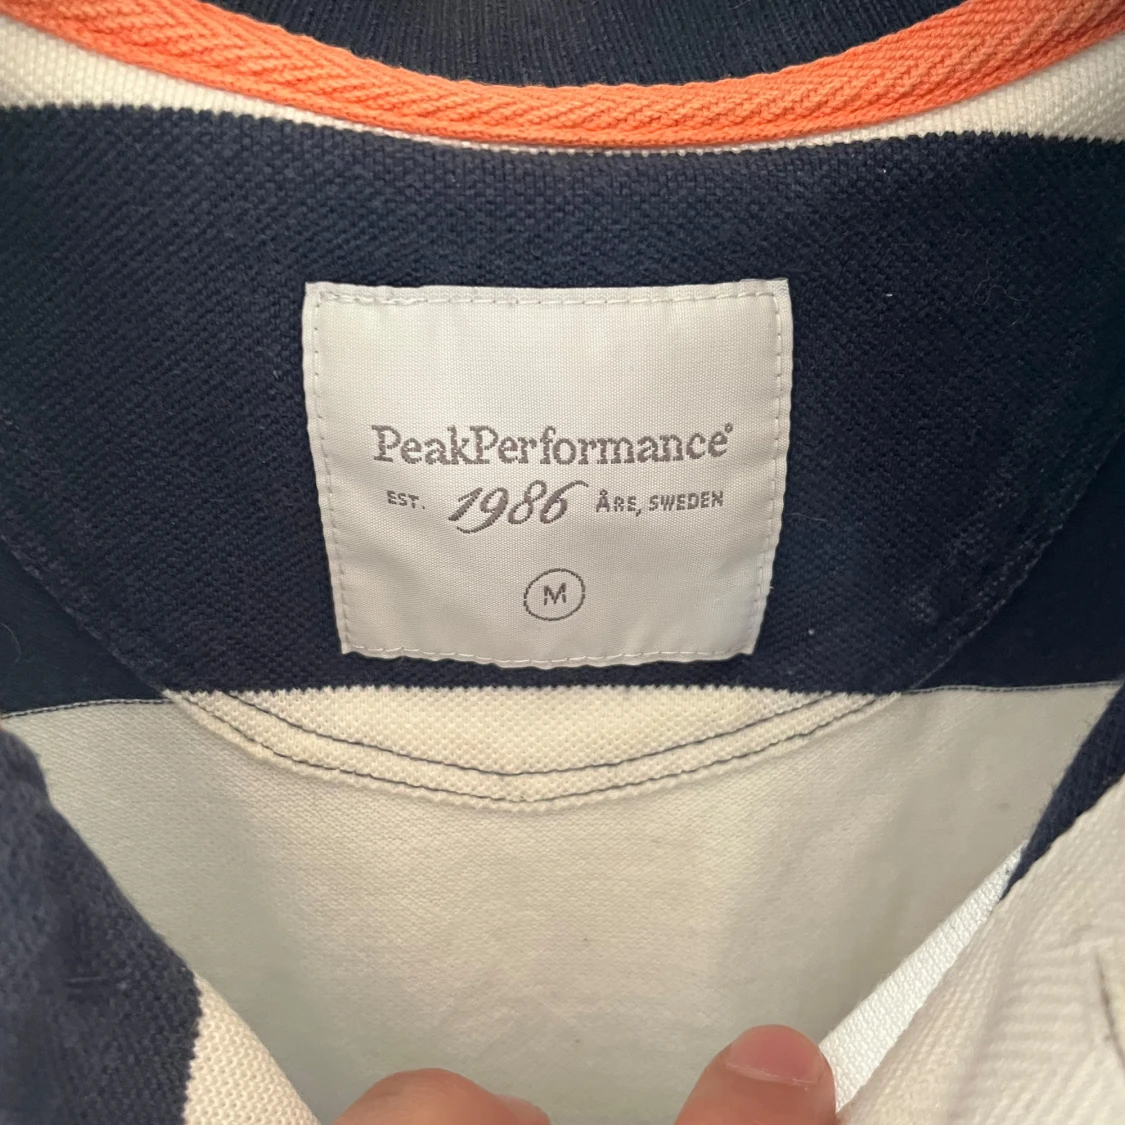 PeakPerformance®
EST. 1986 ÅRE, SWEDEN
M